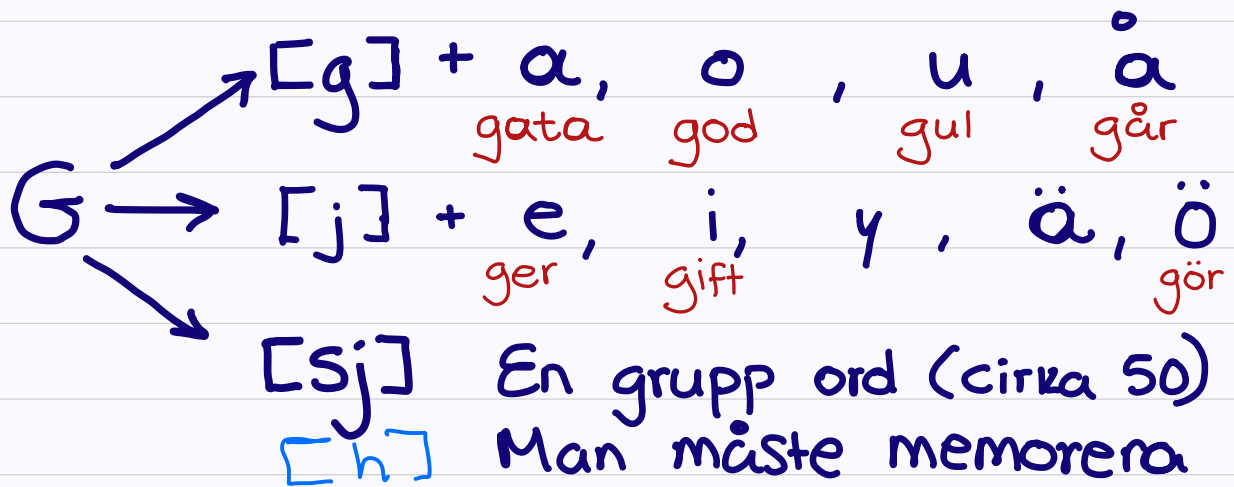 [g] + a, o, u, å
gata god gul går
G [j] + e, i, y, ä, ö
ger gift gör
[sj] En grupp ord (cirka 50)
[h] Man måste memorera